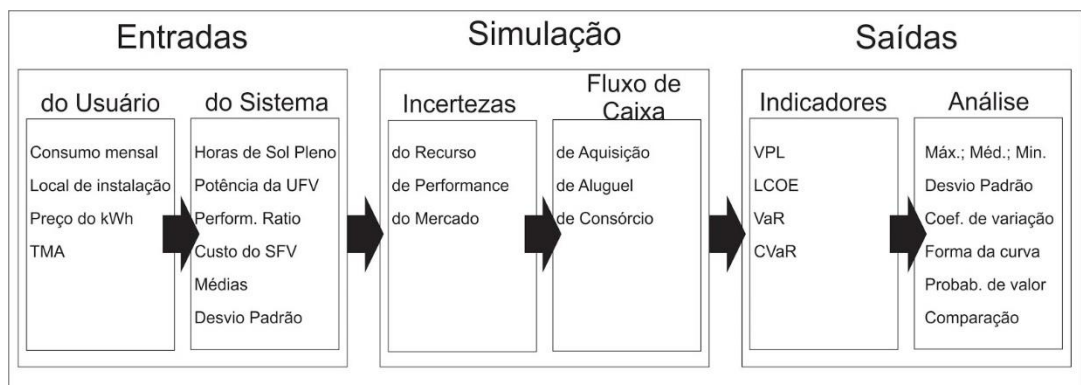 Entradas
do Usuário
Consumo mensal
Local de instalação
Preço do kWh
TMA
do Sistema
Horas de Sol Pleno
Potência da UFV
Perform. Ratio
Custo do SFV
Médias
Desvio Padrão
Simulação
Incertezas
do Recurso
de Performance
do Mercado
Fluxo de
Caixa
de Aquisição
de Aluguel
de Consórcio
Saídas
Indicadores
VPL
LCOE
VaR
CVaR
Análise
Máx.; Méd.; Min.
Desvio Padrão
Coef. de variação
Forma da curva
Probab. de valor
Comparação